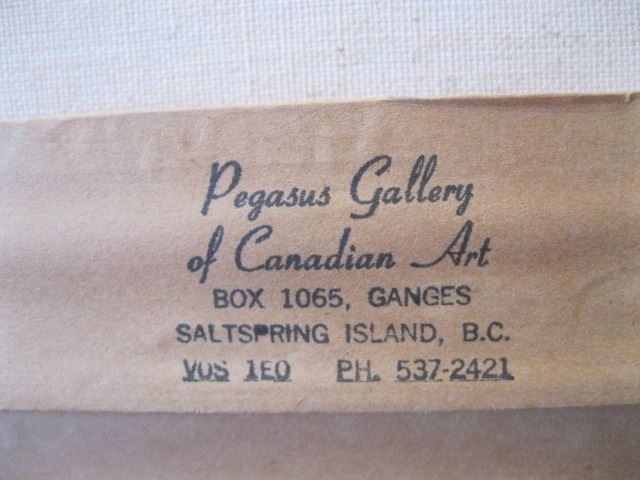 Pegasus Gallery
of Canadian Art
BOX 1065, GANGES
SALTSPRING ISLAND, B.C.
V0S 1E0 PH. 537-2421